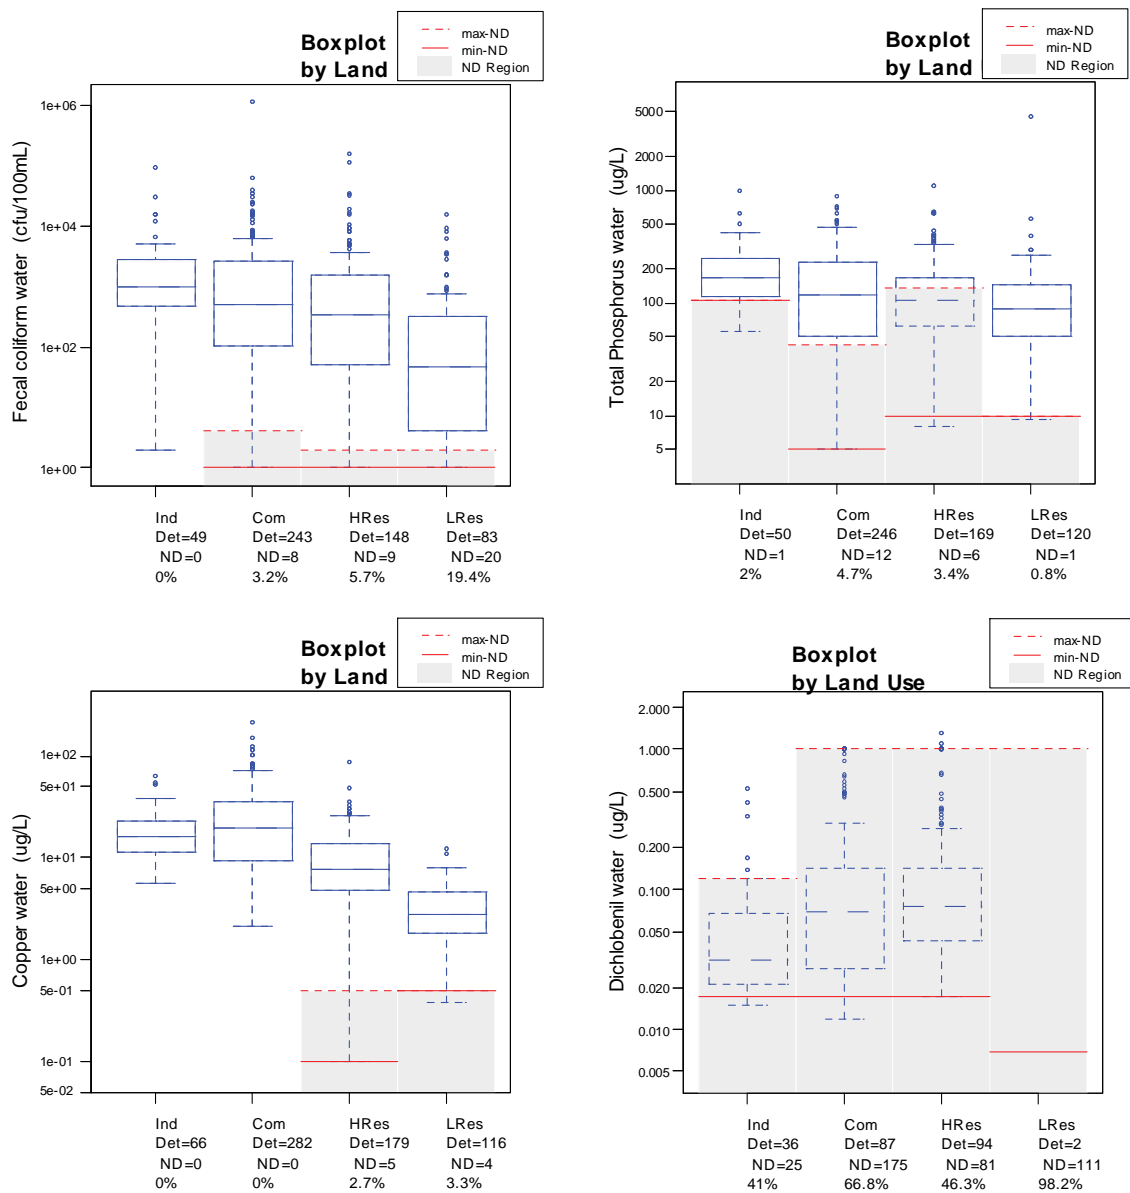 Boxplot
by Land
max-ND
min-ND
ND Region
Fecal coliform water (cfu/100mL)
1e+06
1e+04
1e+02
1e+00
Ind
Det=49
ND=0
0%
Com
Det=243
ND=8
3.2%
HRes
Det=148
ND=9
5.7%
LRes
Det=83
ND=20
19.4%
Boxplot
by Land
max-ND
min-ND
ND Region
Total Phosphorus water (ug/L)
5000
2000
1000
500
200
100
50
20
10
5
Ind
Det=50
ND=1
2%
Com
Det=246
ND=12
4.7%
HRes
Det=169
ND=6
3.4%
LRes
Det=120
ND=1
0.8%
Boxplot
by Land
max-ND
min-ND
ND Region
Copper water (ug/L)
1e+02
5e+01
1e+01
5e+00
1e+00
5e-01
1e-01
5e-02
Ind
Det=66
ND=0
0%
Com
Det=282
ND=0
0%
HRes
Det=179
ND=5
2.7%
LRes
Det=116
ND=4
3.3%
Boxplot
by Land Use
max-ND
min-ND
ND Region
Dichlobenil water (ug/L)
2.000
1.000
0.500
0.200
0.100
0.050
0.020
0.010
0.005
Ind
Det=36
ND=25
41%
Com
Det=87
ND=175
66.8%
HRes
Det=94
ND=81
46.3%
LRes
Det=2
ND=111
98.2%